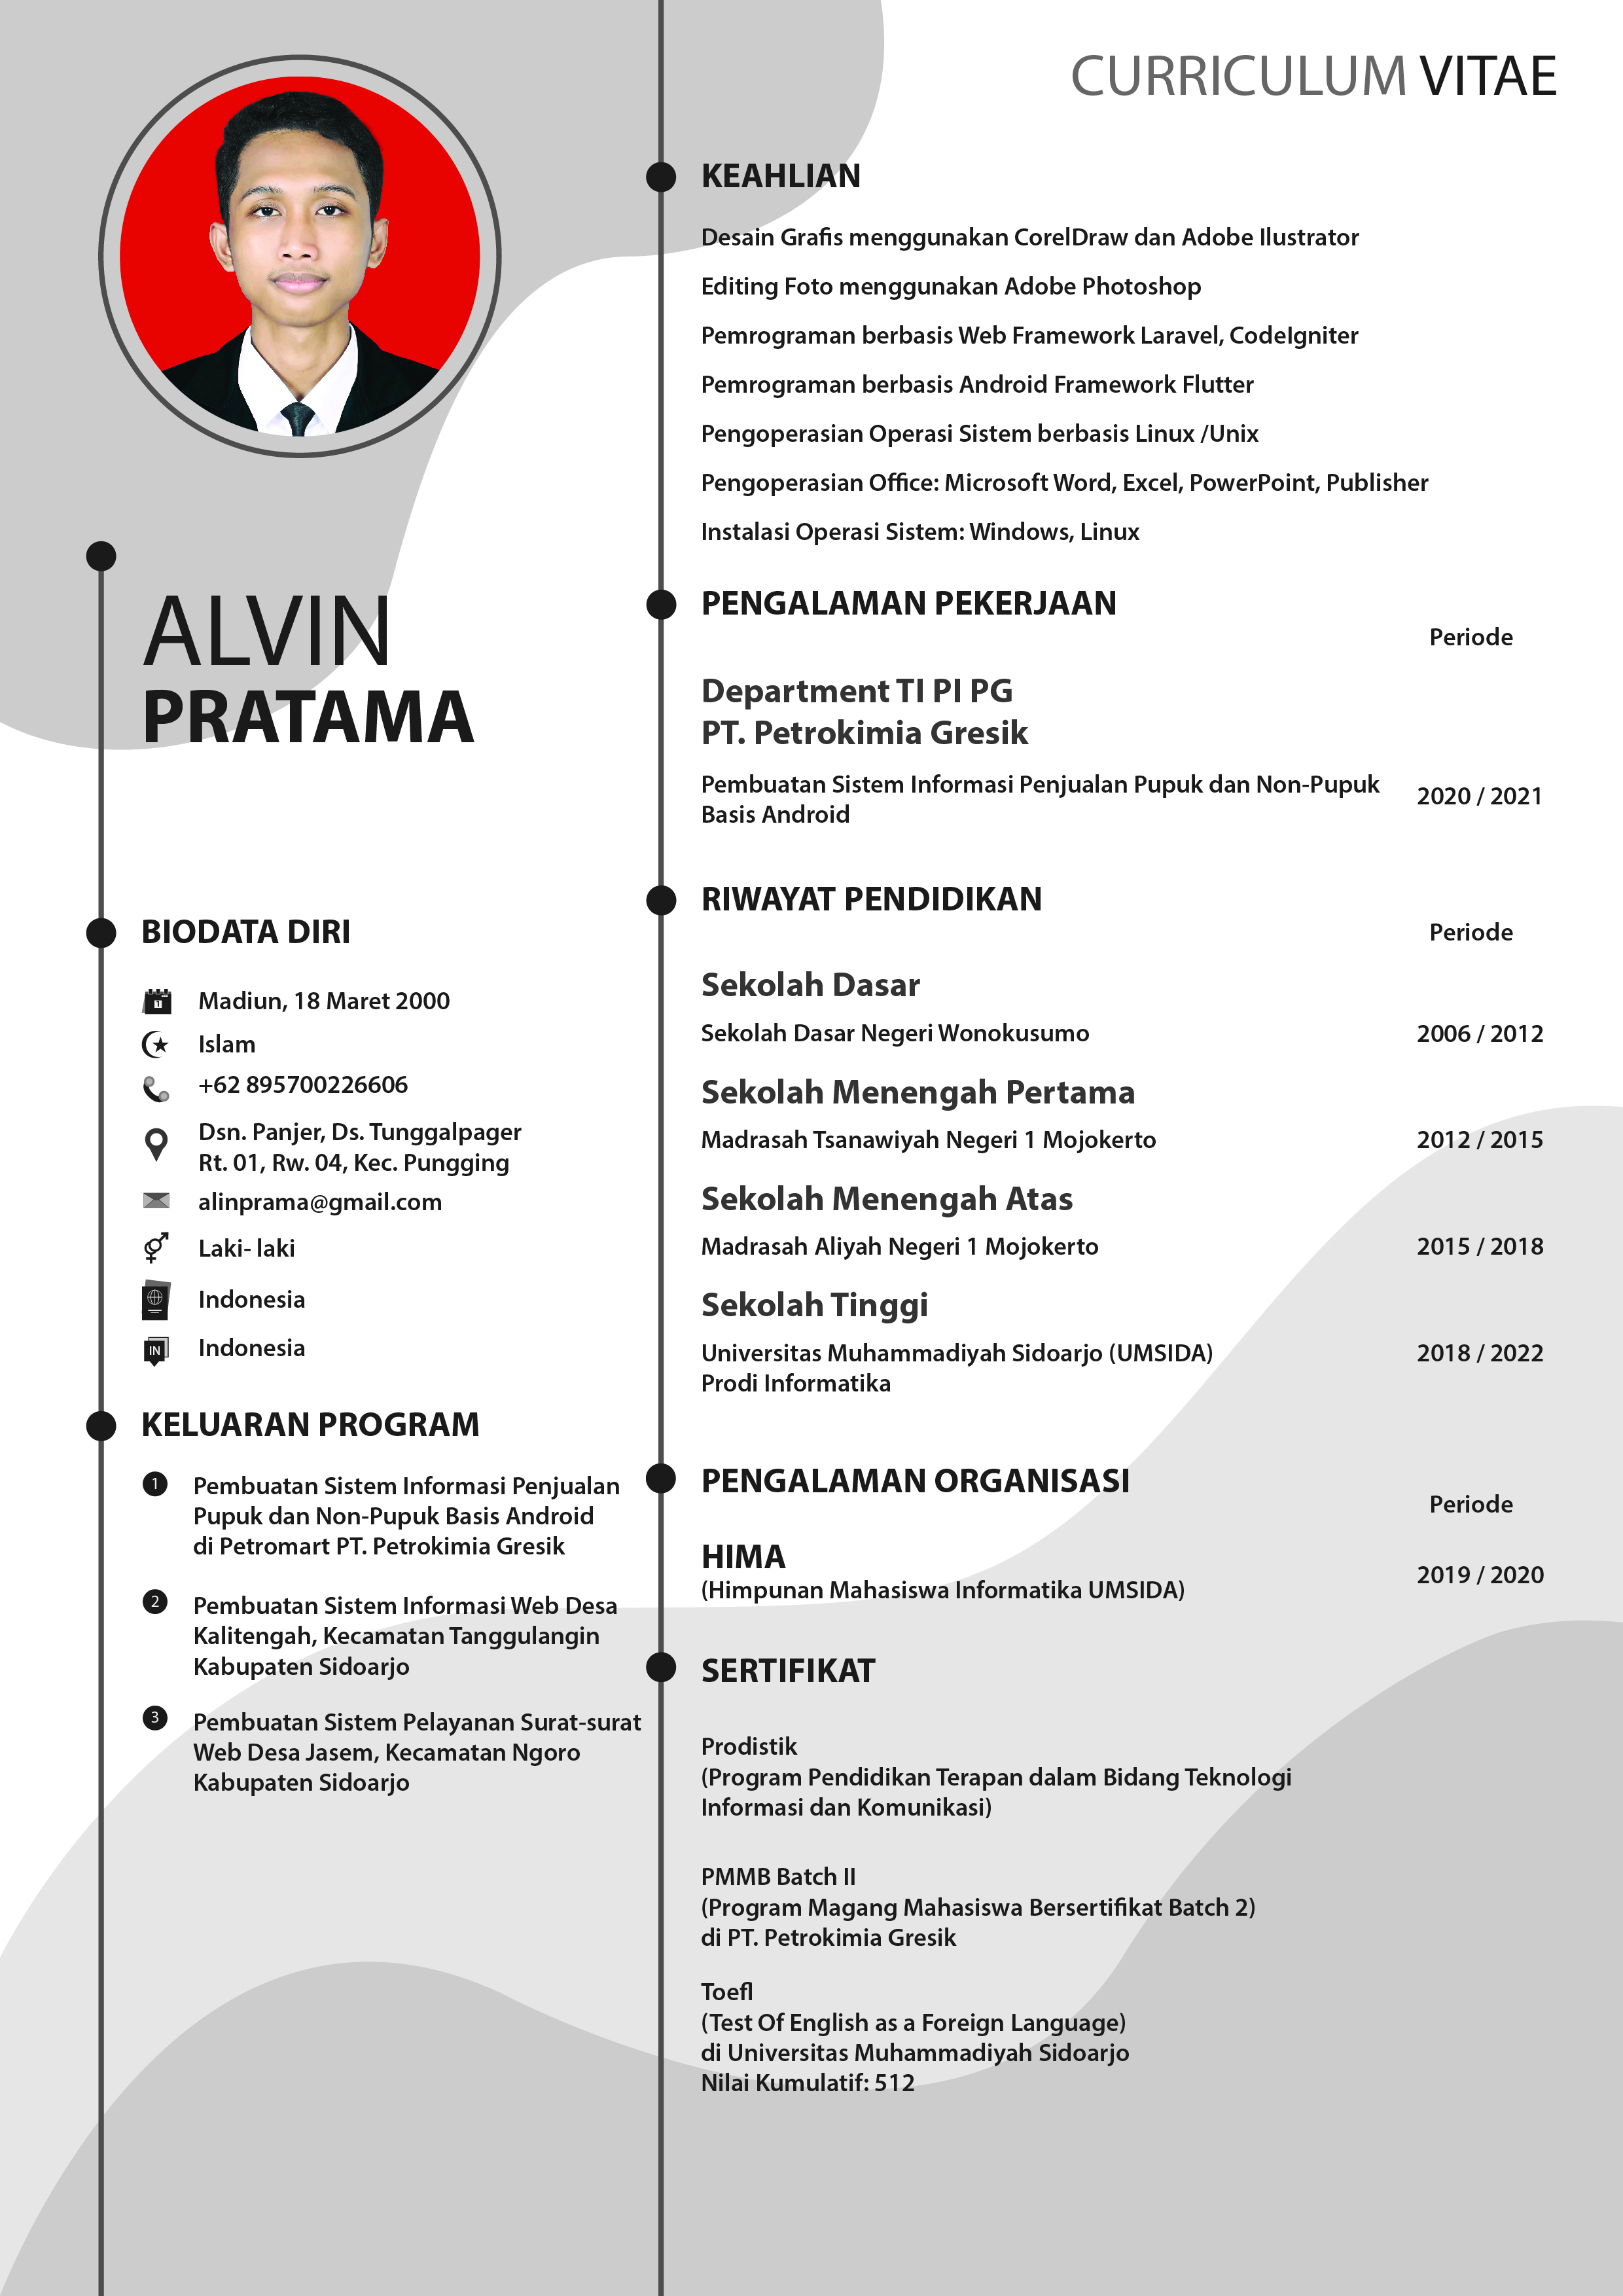 CURRICULUM VITAE
ALVIN
PRATAMA
BIODATA DIRI
1
Madiun, 18 Maret 2000
Islam
+62 895700226606
Dsn. Panjer, Ds. Tunggalpager
Rt. 01, Rw. 04, Kec. Pungging
alinprama@gmail.com
Laki- laki
Indonesia
IN
Indonesia
KELUARAN PROGRAM
1 Pembuatan Sistem Informasi Penjualan
Pupuk dan Non-Pupuk Basis Android
di Petromart PT. Petrokimia Gresik
2 Pembuatan Sistem Informasi Web Desa
Kalitengah, Kecamatan Tanggulangin
Kabupaten Sidoarjo
3 Pembuatan Sistem Pelayanan Surat-surat
Web Desa Jasem, Kecamatan Ngoro
Kabupaten Sidoarjo
KEAHLIAN
Desain Grafis menggunakan CorelDraw dan Adobe Ilustrator
Editing Foto menggunakan Adobe Photoshop
Pemrograman berbasis Web Framework Laravel, CodeIgniter
Pemrograman berbasis Android Framework Flutter
Pengoperasian Operasi Sistem berbasis Linux /Unix
Pengoperasian Office: Microsoft Word, Excel, PowerPoint, Publisher
Instalasi Operasi Sistem: Windows, Linux
PENGALAMAN PEKERJAAN
Periode
Department TI PI PG
PT. Petrokimia Gresik
Pembuatan Sistem Informasi Penjualan Pupuk dan Non-Pupuk
Basis Android
2020 / 2021
RIWAYAT PENDIDIKAN
Periode
Sekolah Dasar
Sekolah Dasar Negeri Wonokusumo 2006 / 2012
Sekolah Menengah Pertama
Madrasah Tsanawiyah Negeri 1 Mojokerto 2012 / 2015
Sekolah Menengah Atas
Madrasah Aliyah Negeri 1 Mojokerto 2015 / 2018
Sekolah Tinggi
Universitas Muhammadiyah Sidoarjo (UMSIDA) 2018 / 2022
Prodi Informatika
PENGALAMAN ORGANISASI
Periode
HIMA
(Himpunan Mahasiswa Informatika UMSIDA)
2019 / 2020
SERTIFIKAT
Prodistik
(Program Pendidikan Terapan dalam Bidang Teknologi
Informasi dan Komunikasi)
PMMB Batch II
(Program Magang Mahasiswa Bersertifikat Batch 2)
di PT. Petrokimia Gresik
Toefl
(Test Of English as a Foreign Language)
di Universitas Muhammadiyah Sidoarjo
Nilai Kumulatif: 512